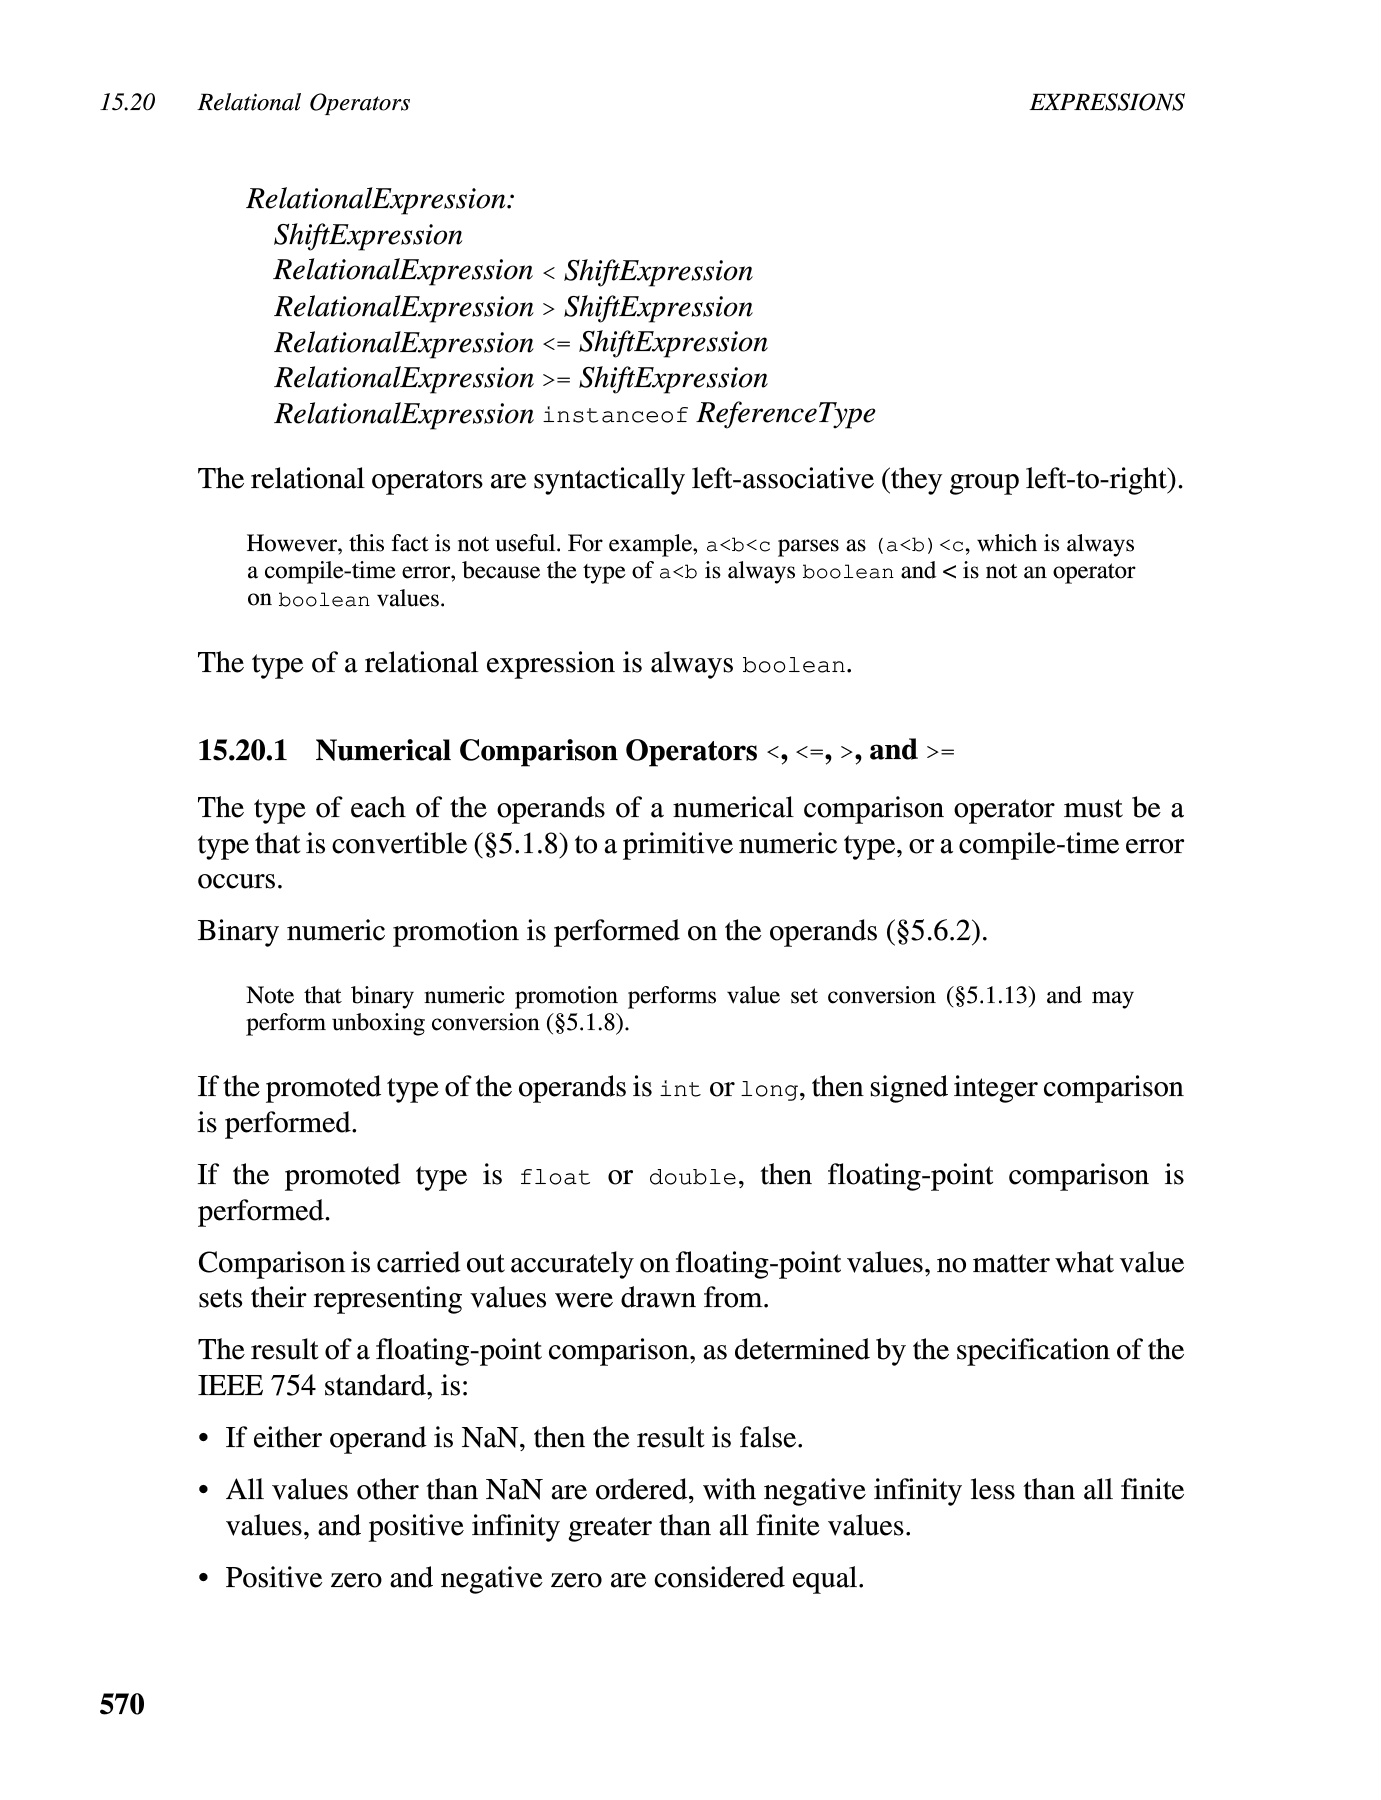 15.20 Relational Operators EXPRESSIONS
RelationalExpression:
ShiftExpression
RelationalExpression < ShiftExpression
RelationalExpression > ShiftExpression
RelationalExpression <= ShiftExpression
RelationalExpression >= ShiftExpression
RelationalExpression instanceof ReferenceType
The relational operators are syntactically left-associative (they group left-to-right).
However, this fact is not useful. For example, a<b<c parses as (a<b)<c, which is always
a compile-time error, because the type of a<b is always boolean and < is not an operator
on boolean values.
The type of a relational expression is always boolean.
15.20.1 Numerical Comparison Operators <, <=, >, and >=
The type of each of the operands of a numerical comparison operator must be a
type that is convertible (§5.1.8) to a primitive numeric type, or a compile-time error
occurs.
Binary numeric promotion is performed on the operands (§5.6.2).
Note that binary numeric promotion performs value set conversion (§5.1.13) and may
perform unboxing conversion (§5.1.8).
If the promoted type of the operands is int or long, then signed integer comparison
is performed.
If the promoted type is float or double, then floating-point comparison is
performed.
Comparison is carried out accurately on floating-point values, no matter what value
sets their representing values were drawn from.
The result of a floating-point comparison, as determined by the specification of the
IEEE 754 standard, is:
• If either operand is NaN, then the result is false.
• All values other than NaN are ordered, with negative infinity less than all finite
values, and positive infinity greater than all finite values.
• Positive zero and negative zero are considered equal.
570